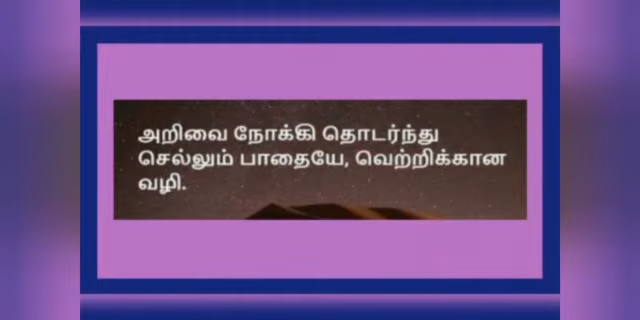 அறிவை நோக்கி தொடர்ந்து
செல்லும் பாதையே, வெற்றிக்கான
வழி.